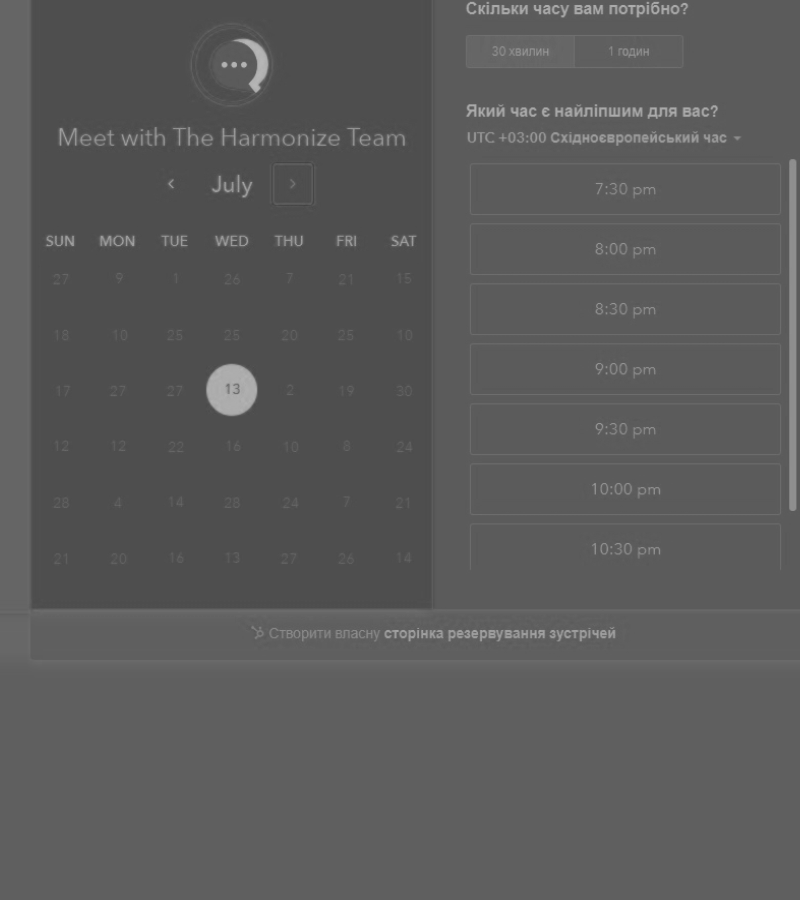 Meet with The Harmonize Team
July
SUN MON TUE WED THU FRI SAT
27 9 1 26 7 21 15
18 10 25 25 20 25 10
17 27 27 13 2 19 30
12 12 22 16 10 8 24
28 4 14 28 24 7 21
21 20 16 13 27 26 14
Скільки часу вам потрібно?
30 хвилин 1 годин
Який час є найліпшим для вас?
UTC +03:00 Східноєвропейський час
7:30 pm
8:00 pm
8:30 pm
9:00 pm
9:30 pm
10:00 pm
10:30 pm
Створити власну сторінка резервування зустрічей